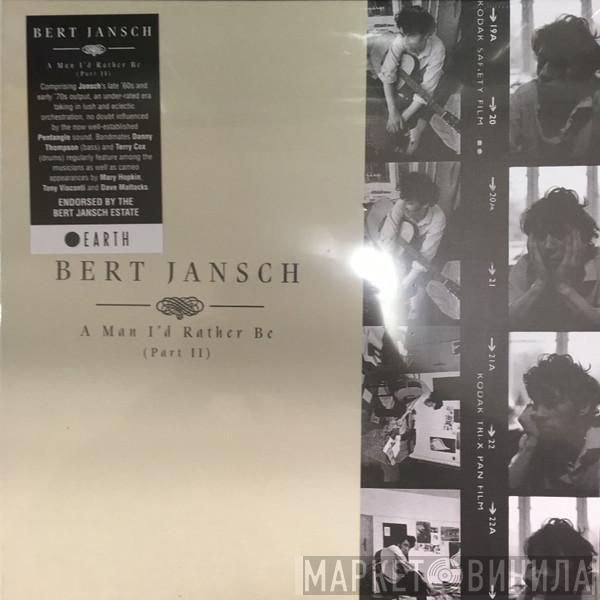 BERT JANSCH
A Man I'd Rather Be
(Part II)
Comprising Jansch's late '60s and
early '70s output, an under-rated era
taking in lush and eclectic
orchestration, no doubt influenced
by the now well-established
Pentangle sound. Bandmates Danny
Thompson (bass) and Terry Cox
(drums) regularly feature among the
musicians as well as cameo
appearances by Mary Hopkin,
Tony Visconti and Dave Mattacks
ENDORSED BY THE
BERT JANSCH ESTATE
EARTH
BERT JANSCH
A Man I'd Rather Be
(Part II)
→19A
KODAK SAFETY FILM
→20
→20A
→21
→21A
KODAK TRI X PAN FILM
→22
→22A
МАРКЕТ ВИНИЛА